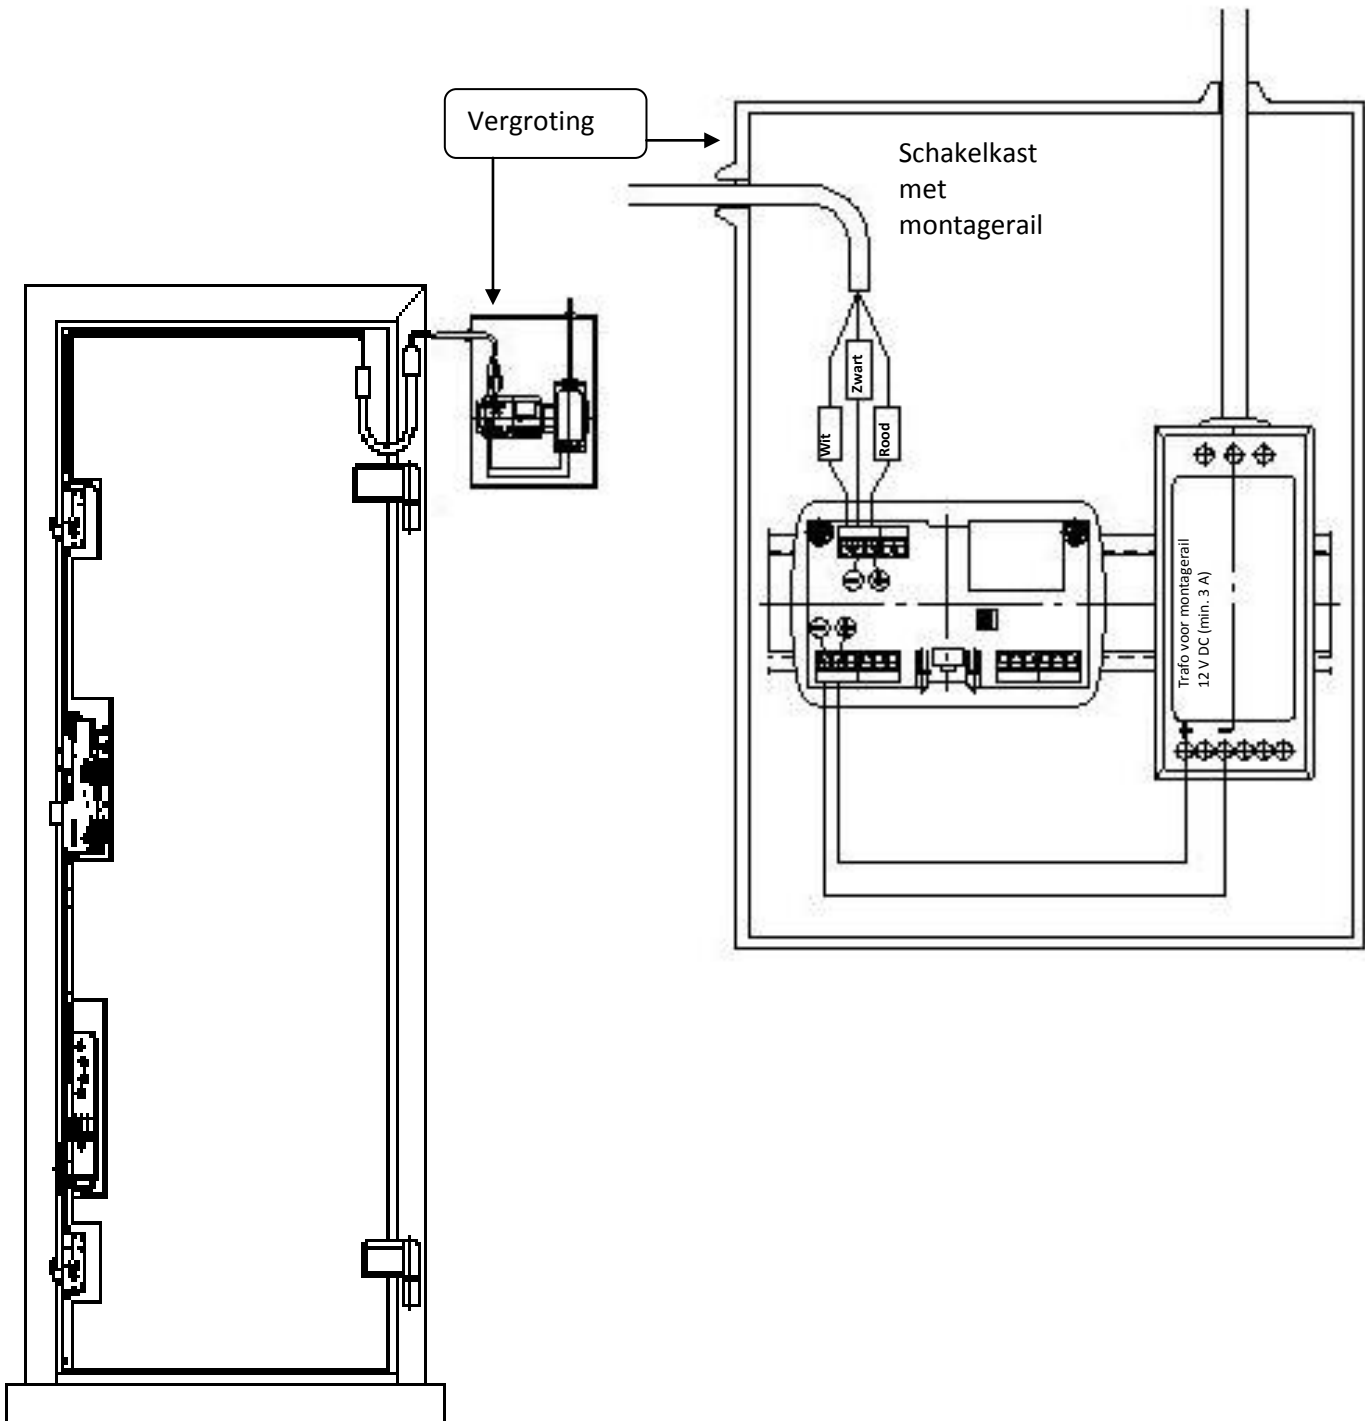 Vergroting
Schakelkast
met
montagerail
Wit
Zwart
Rood
Trafo voor montagerail
12 V DC (min. 3 A)
+ -